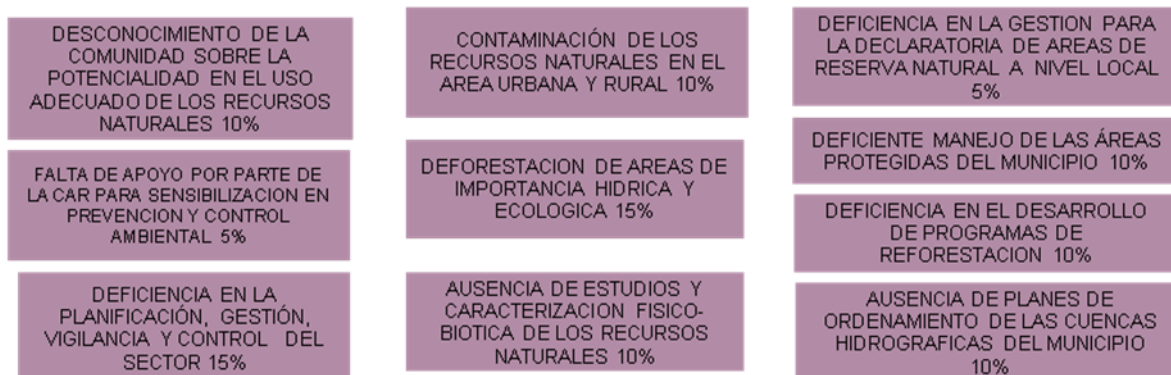 DESCONOCIMIENTO DE LA
COMUNIDAD SOBRE LA
POTENCIALIDAD EN EL USO
ADECUADO DE LOS RECURSOS
NATURALES 10%
FALTA DE APOYO POR PARTE DE
LA CAR PARA SENSIBILIZACION EN
PREVENCION Y CONTROL
AMBIENTAL 5%
DEFICIENCIA EN LA
PLANIFICACIÓN, GESTIÓN,
VIGILANCIA Y CONTROL DEL
SECTOR 15%
CONTAMINACIÓN DE LOS
RECURSOS NATURALES EN EL
AREA URBANA Y RURAL 10%
DEFORESTACION DE AREAS DE
IMPORTANCIA HIDRICA Y
ECOLOGICA 15%
AUSENCIA DE ESTUDIOS Y
CARACTERIZACION FISICO-
BIOTICA DE LOS RECURSOS
NATURALES 10%
DEFICIENCIA EN LA GESTION PARA
LA DECLARATORIA DE AREAS DE
RESERVA NATURAL A NIVEL LOCAL
5%
DEFICIENTE MANEJO DE LAS ÁREAS
PROTEGIDAS DEL MUNICIPIO 10%
DEFICIENCIA EN EL DESARROLLO
DE PROGRAMAS DE
REFORESTACION 10%
AUSENCIA DE PLANES DE
ORDENAMIENTO DE LAS CUENCAS
HIDROGRAFICAS DEL MUNICIPIO
10%